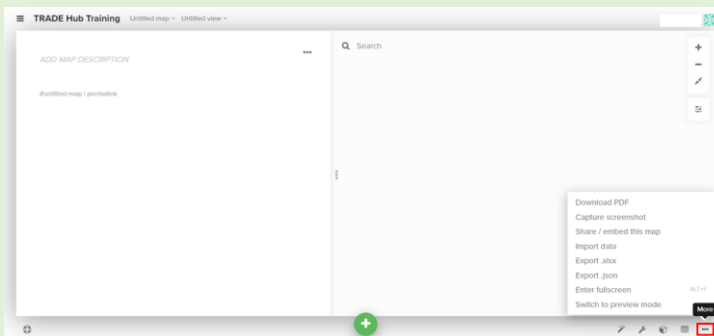 TRADE Hub Training Untitled map Untitled view
ADD MAP DESCRIPTION
#untitled-map | permalink
Search
Download PDF
Capture screenshot
Share / embed this map
Import data
Export .xlsx
Export .json
Enter fullscreen ALT+F
Switch to preview mode
More